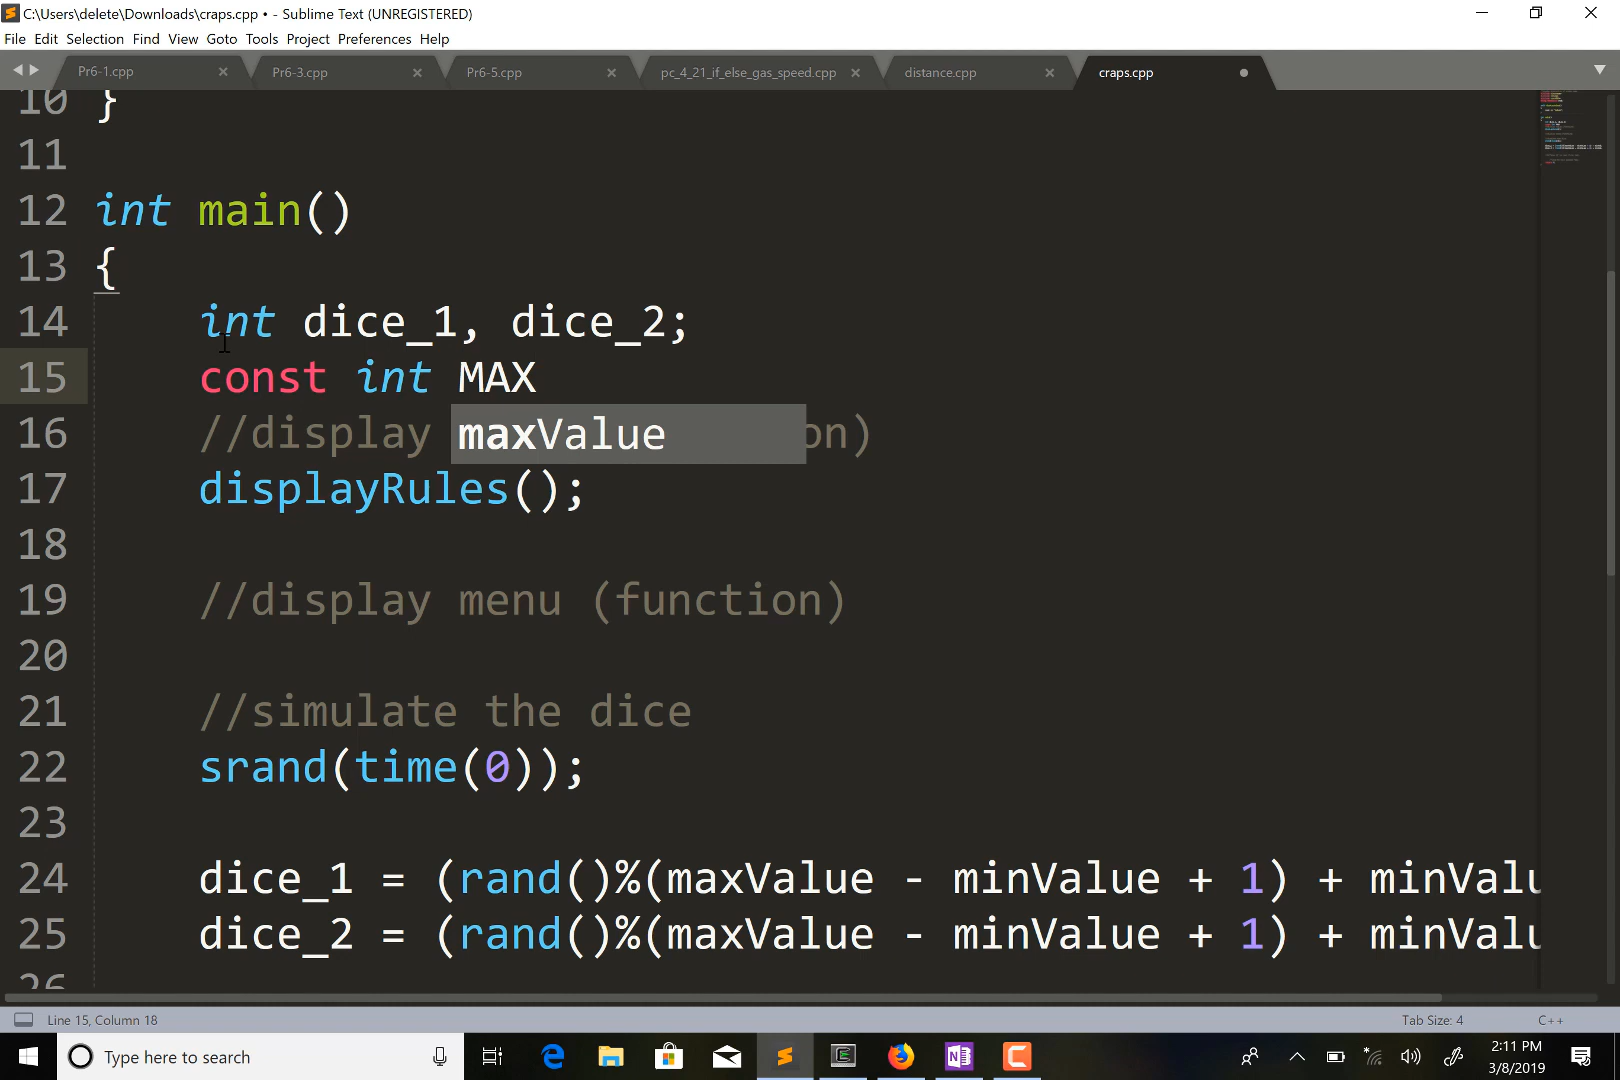 C:\Users\delete\Downloads\craps.cpp • - Sublime Text (UNREGISTERED)
File Edit Selection Find View Goto Tools Project Preferences Help
Pr6-1.cpp Pr6-3.cpp Pr6-5.cpp pc_4_21_if_else_gas_speed.cpp distance.cpp craps.cpp
10 }
11
12 int main()
13 {
14 int dice_1, dice_2;
15 const int MAX
16 //display maxValue on)
17 displayRules();
18
19 //display menu (function)
20
21 //simulate the dice
22 srand(time(0));
23
24 dice_1 = (rand()%(maxValue - minValue + 1) + minValu
25 dice_2 = (rand()%(maxValue - minValue + 1) + minValu
26
Line 15, Column 18 Tab Size: 4 C++
Type here to search 2:11 PM
3/8/2019